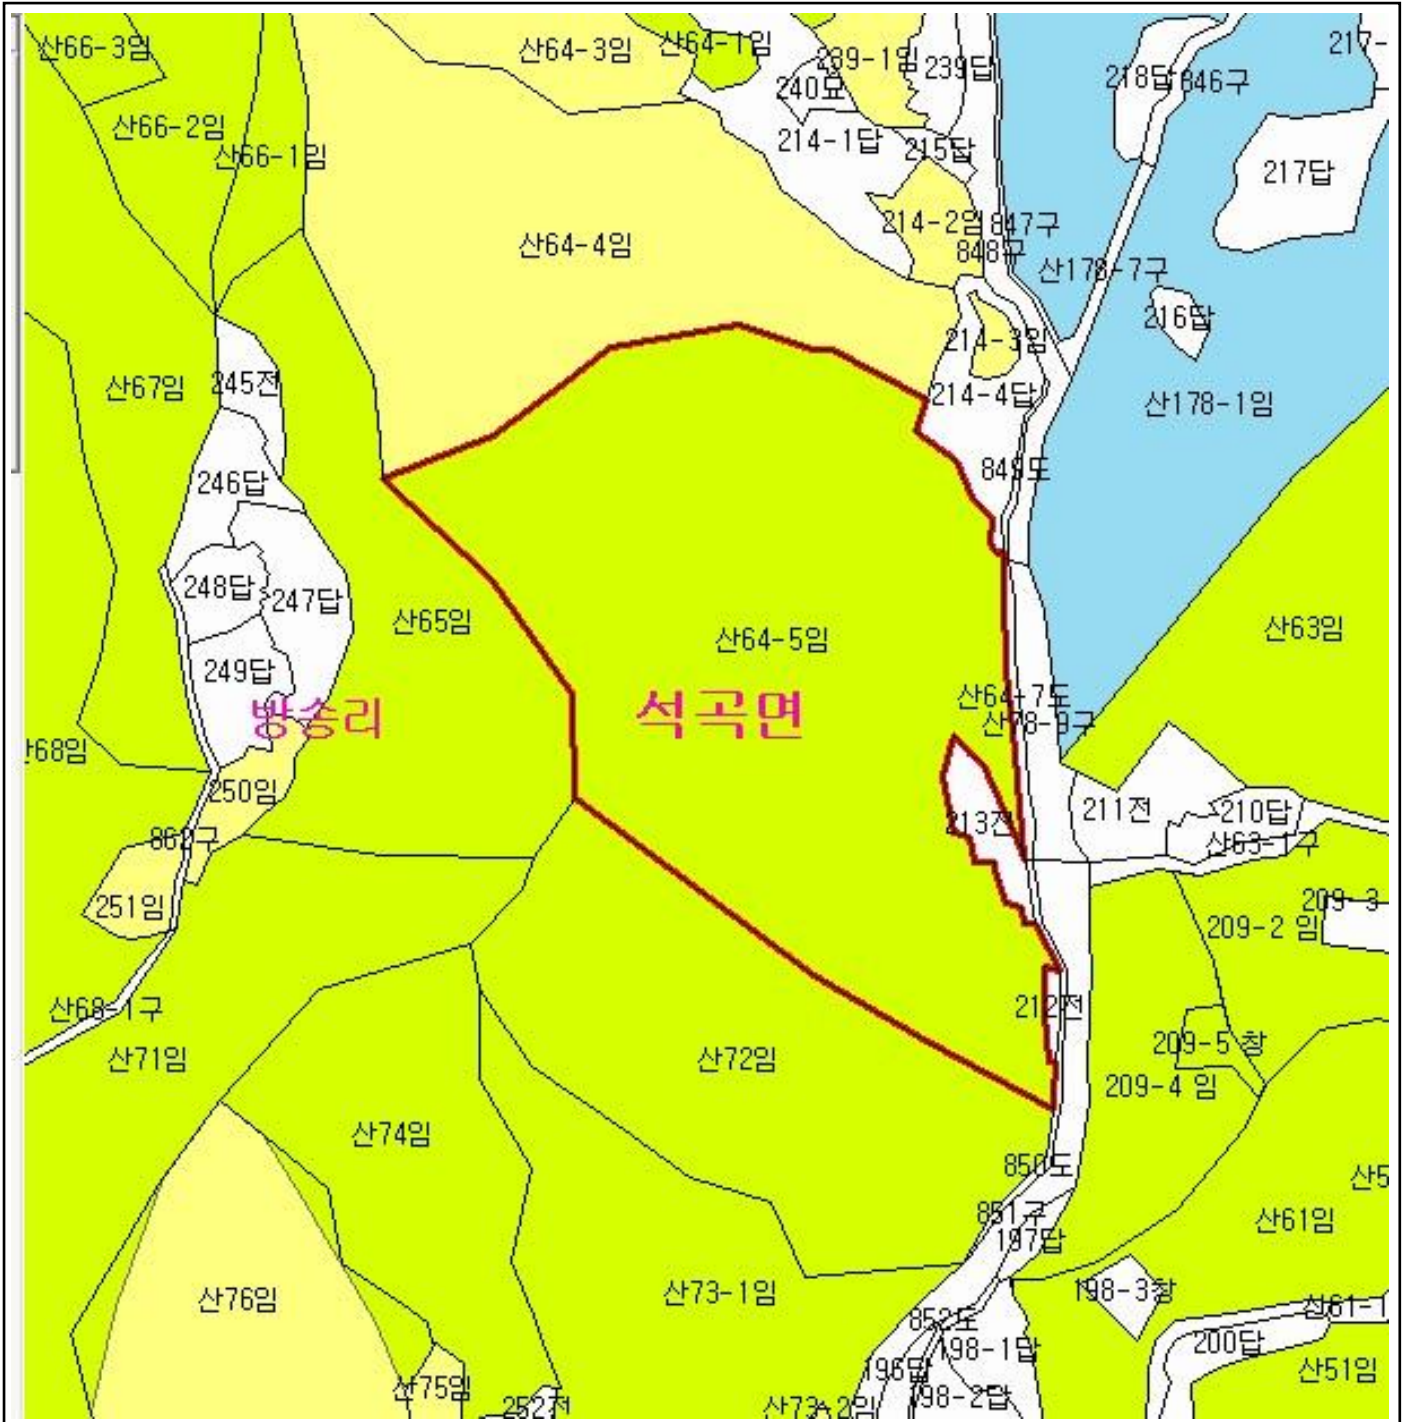 산66-3임
산64-3임
산64-1임
239-1임
239답
217-
240묘
218답
846구
산66-2임
산66-1임
214-1답
215답
217답
214-2임
847구
산64-4임
848구
산178-7구
216답
214-3임
산67임
245전
214-4답
산178-1임
246답
849도
248답
247답
산65임
산64-5임
산63임
249답
방송리
석곡면
산64-7도
산78-9구
68임
250임
213전
211전
210답
862구
산63-1구
251임
209-3
209-2 임
산68-1구
212전
산71임
산72임
209-5 창
209-4 임
산74임
850도
산5
851구
산61임
197답
산76임
산73-1임
198-3창
산61-1
852도
198-1답
200답
196답
산51임
산75임
198-2답
252전
산73-2임